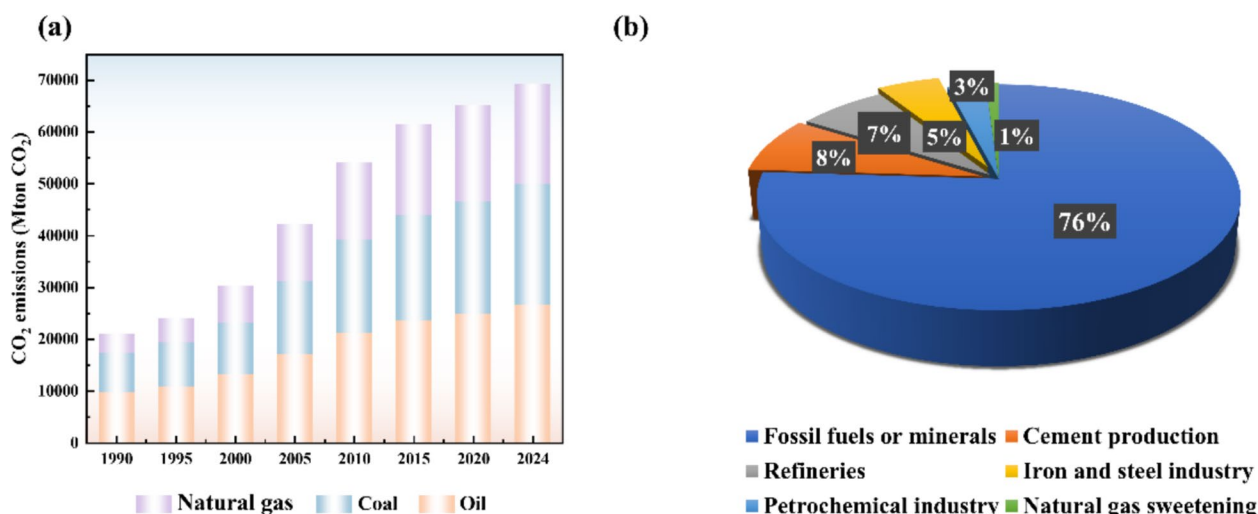 (a)
(b)
CO₂ emissions (Mton CO₂)
70000
60000
50000
40000
30000
20000
10000
0
1990 1995 2000 2005 2010 2015 2020 2024
Natural gas Coal Oil
3%
1%
5%
7%
8%
76%
Fossil fuels or minerals Cement production
Refineries Iron and steel industry
Petrochemical industry Natural gas sweetening